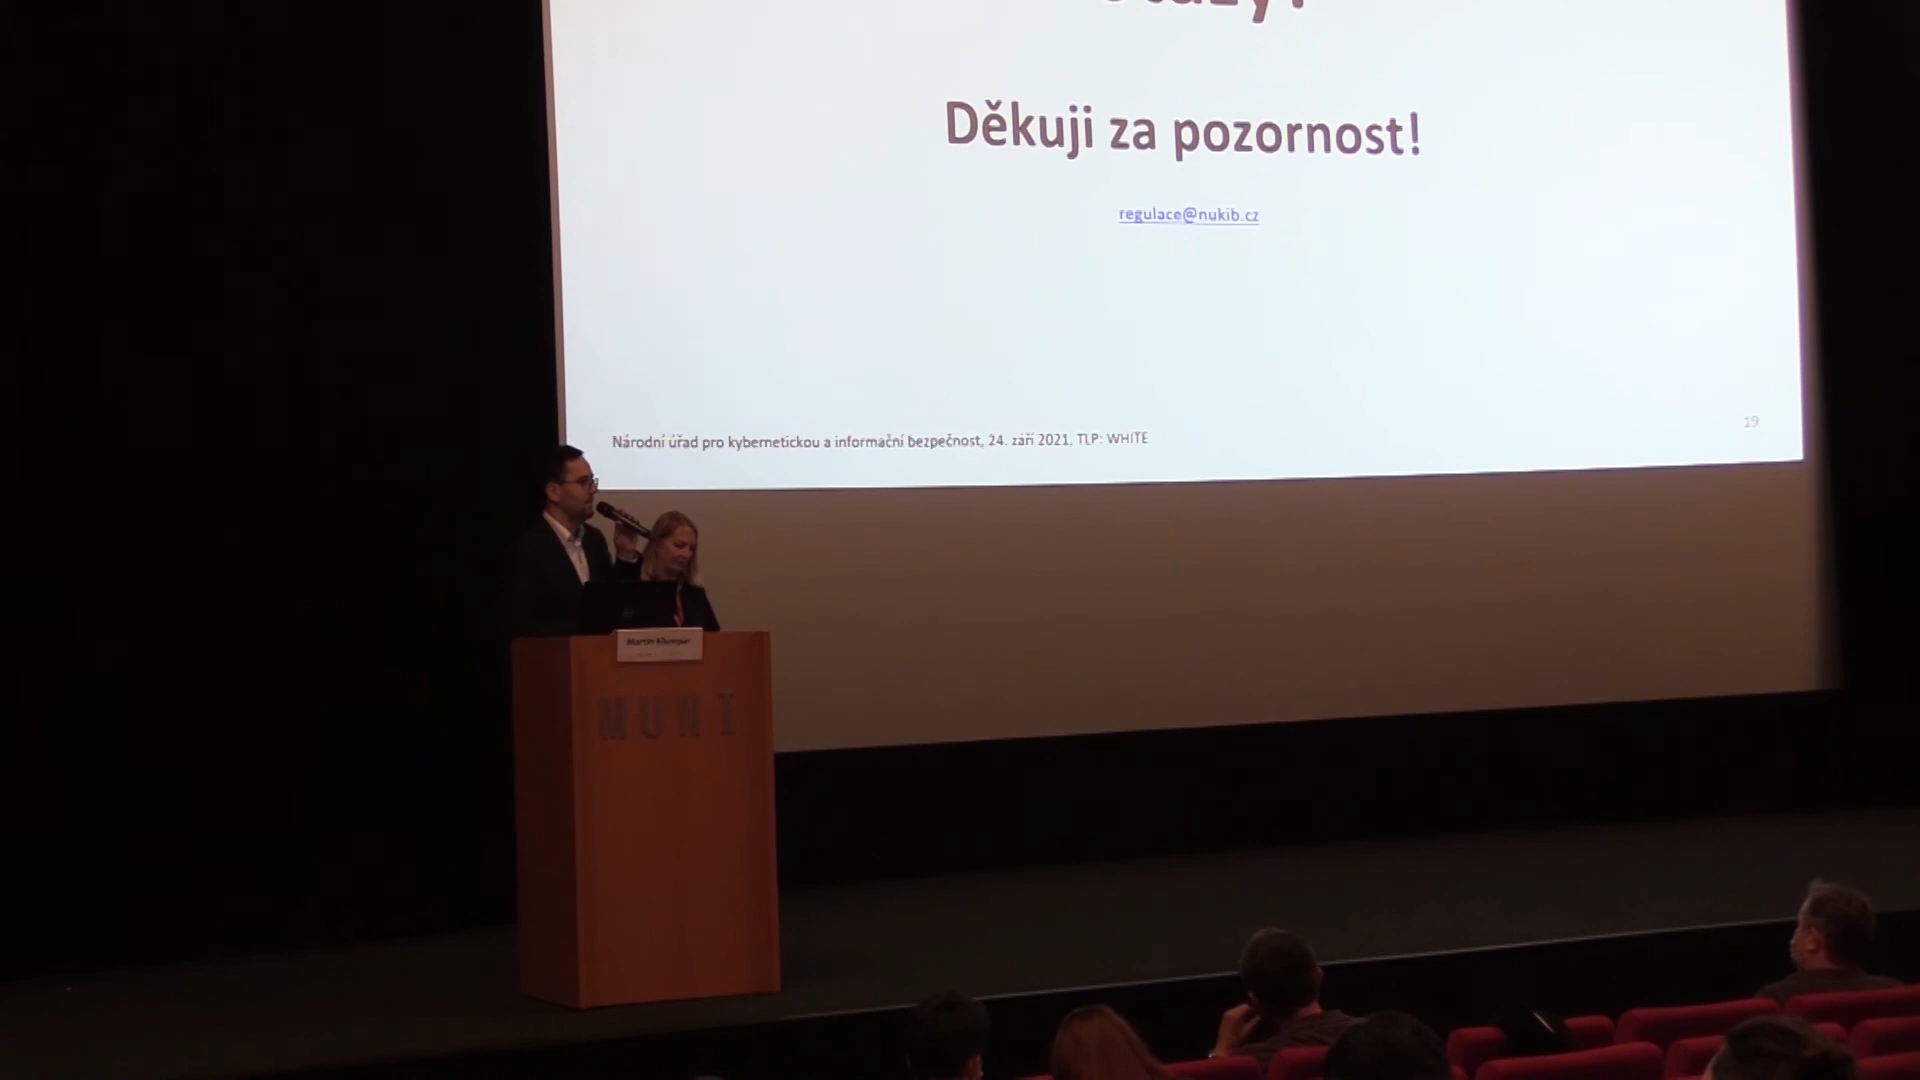 Děkuji za pozornost!
regulace@nukib.cz
19
Národní úřad pro kybernetickou a informační bezpečnost, 24. září 2021, TLP: WHITE
Martin
MUNI